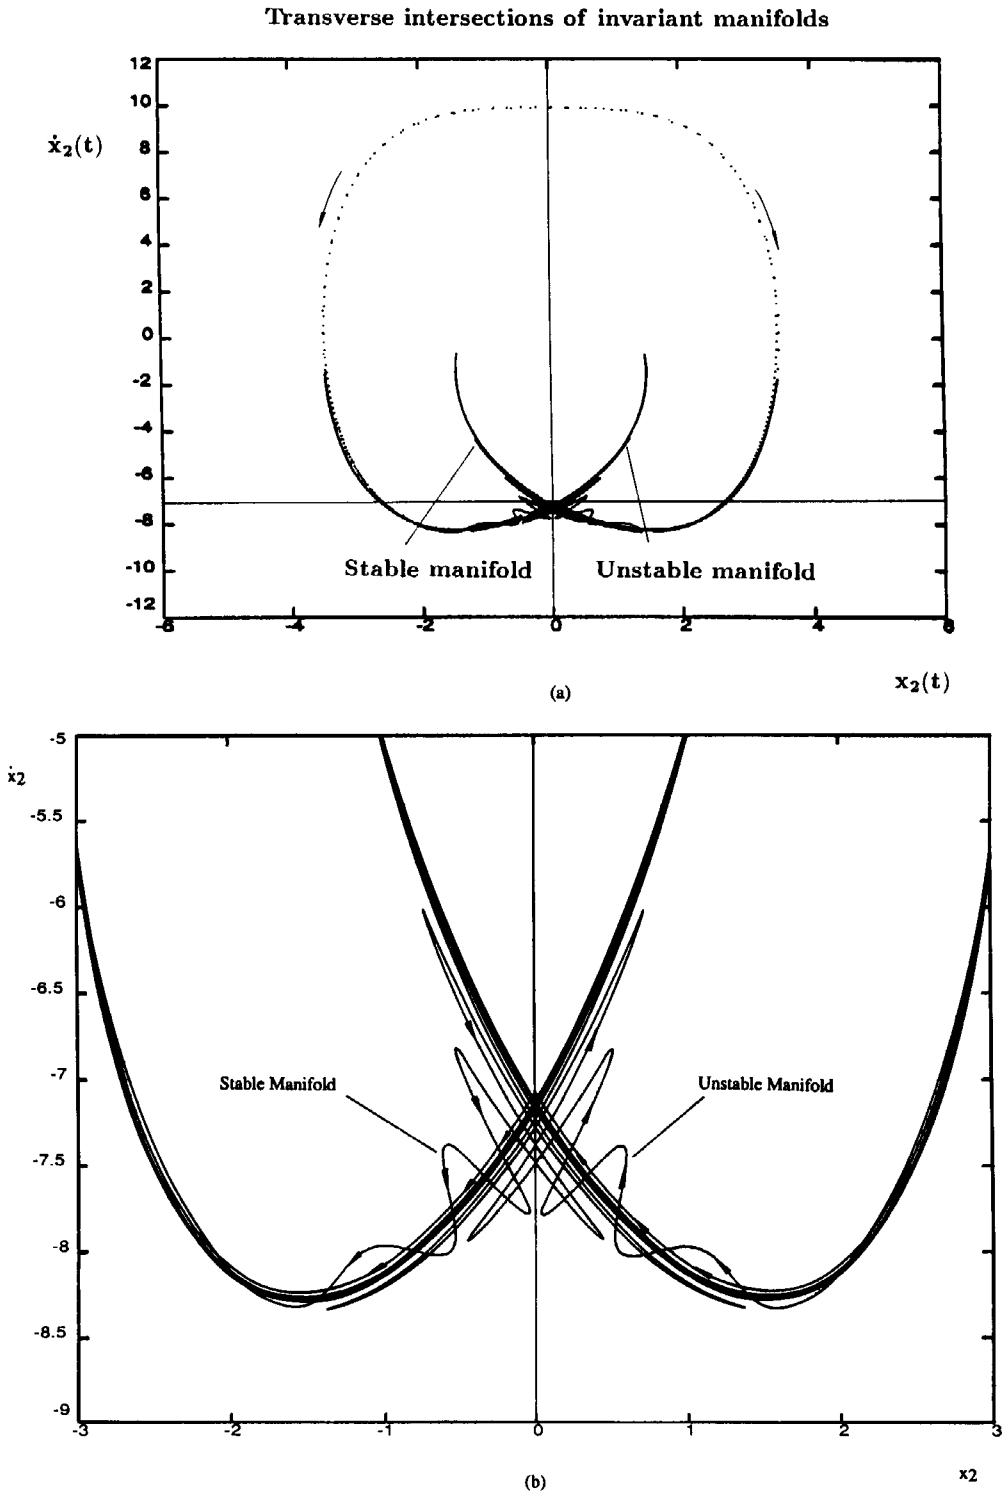 Transverse intersections of invariant manifolds
12
10
ẋ₂(t)
8
6
4
2
0
-2
-4
-6
-8
Stable manifold Unstable manifold
-10
-12
-6 -4 -2 0 2 4 6
x₂(t)
(a)
-5
ẋ2
-5.5
-6
-6.5
-7
Stable Manifold Unstable Manifold
-7.5
-8
-8.5
-9
-3 -2 -1 0 1 2 3
x2
(b)